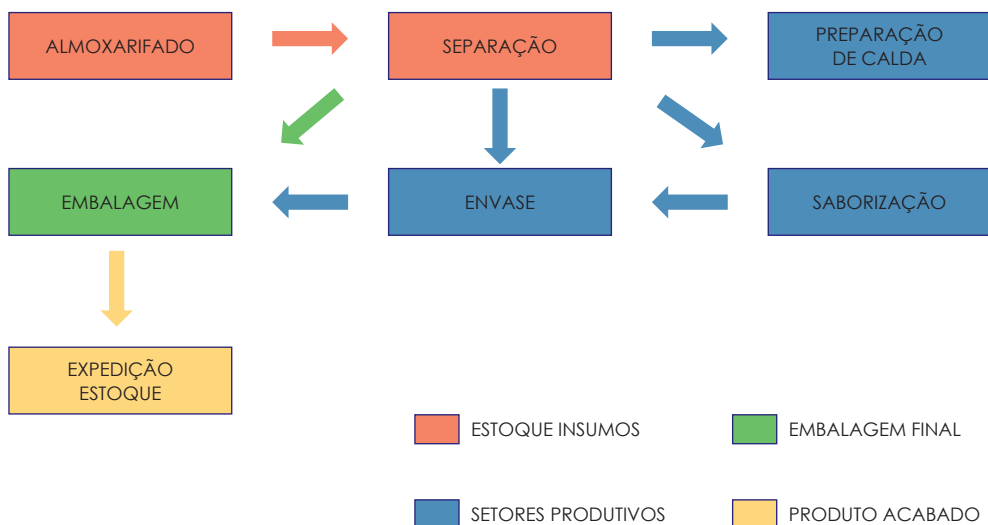 ALMOXARIFADO
SEPARAÇÃO
PREPARAÇÃO
DE CALDA
EMBALAGEM
ENVASE
SABORIZAÇÃO
EXPEDIÇÃO
ESTOQUE
ESTOQUE INSUMOS
EMBALAGEM FINAL
SETORES PRODUTIVOS
PRODUTO ACABADO